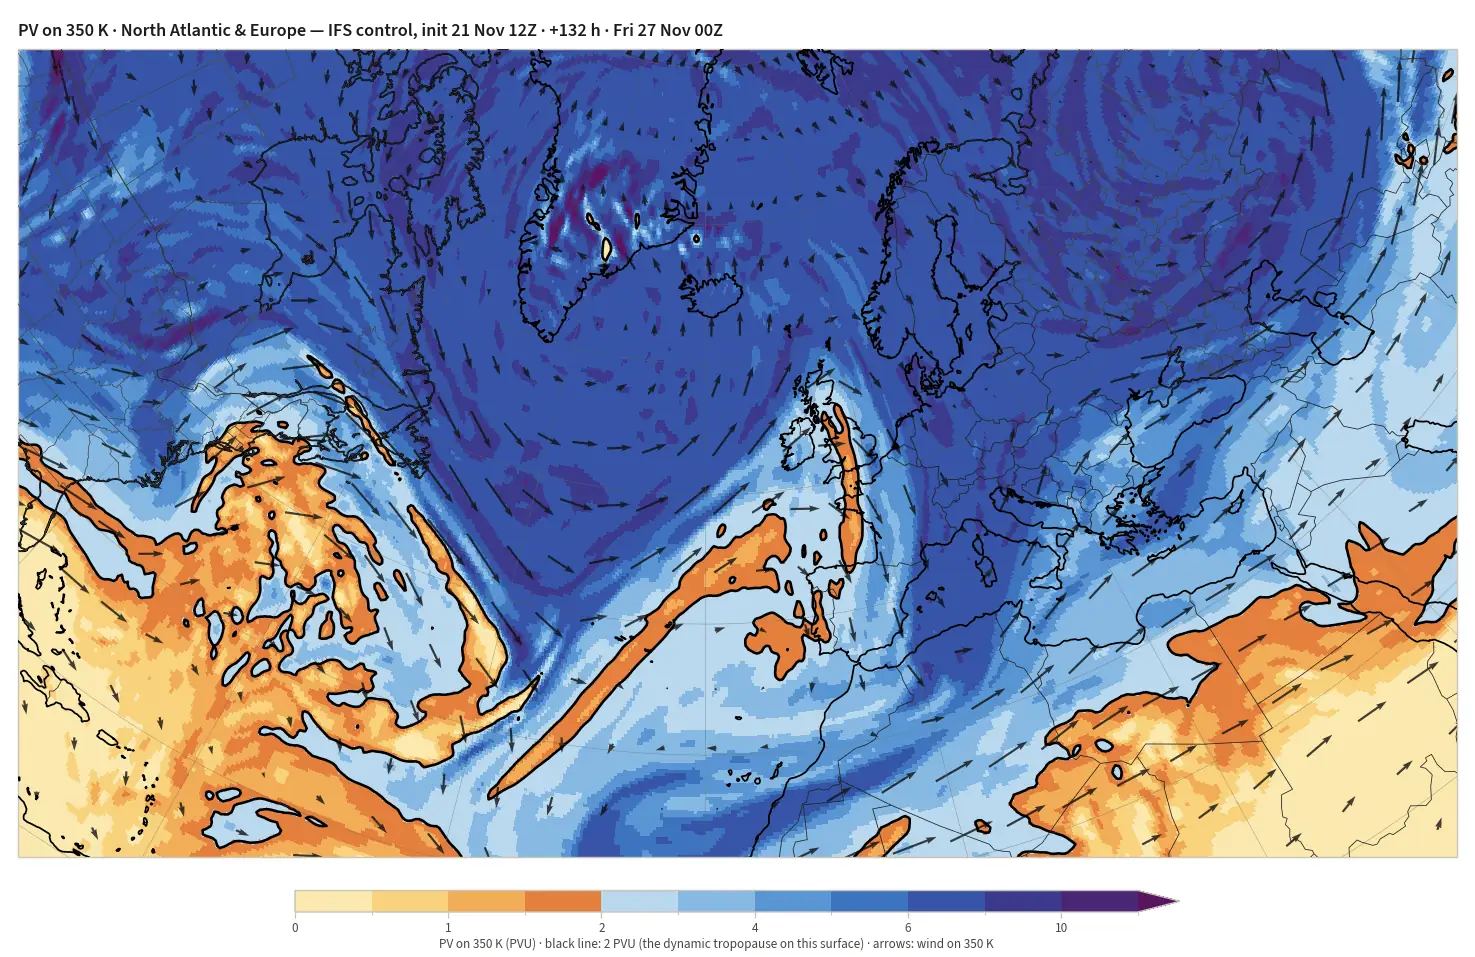 PV on 350 K · North Atlantic & Europe — IFS control, init 21 Nov 12Z · +132 h · Fri 27 Nov 00Z
0 1 2 4 6 10
PV on 350 K (PVU) · black line: 2 PVU (the dynamic tropopause on this surface) · arrows: wind on 350 K